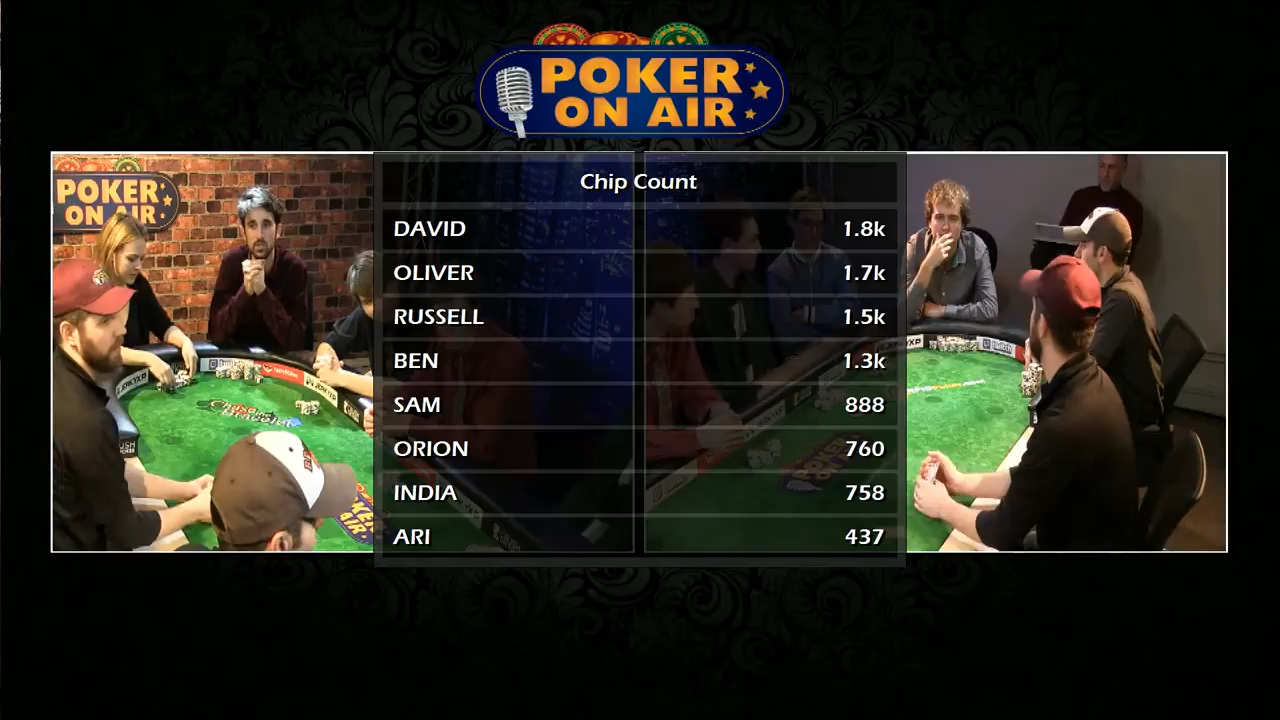 POKER
ON AIR
POKER
ON AIR
Chip Count
DAVID 1.8k
OLIVER 1.7k
RUSSELL 1.5k
BEN 1.3k
SAM 888
ORION 760
INDIA 758
ARI 437
twitch